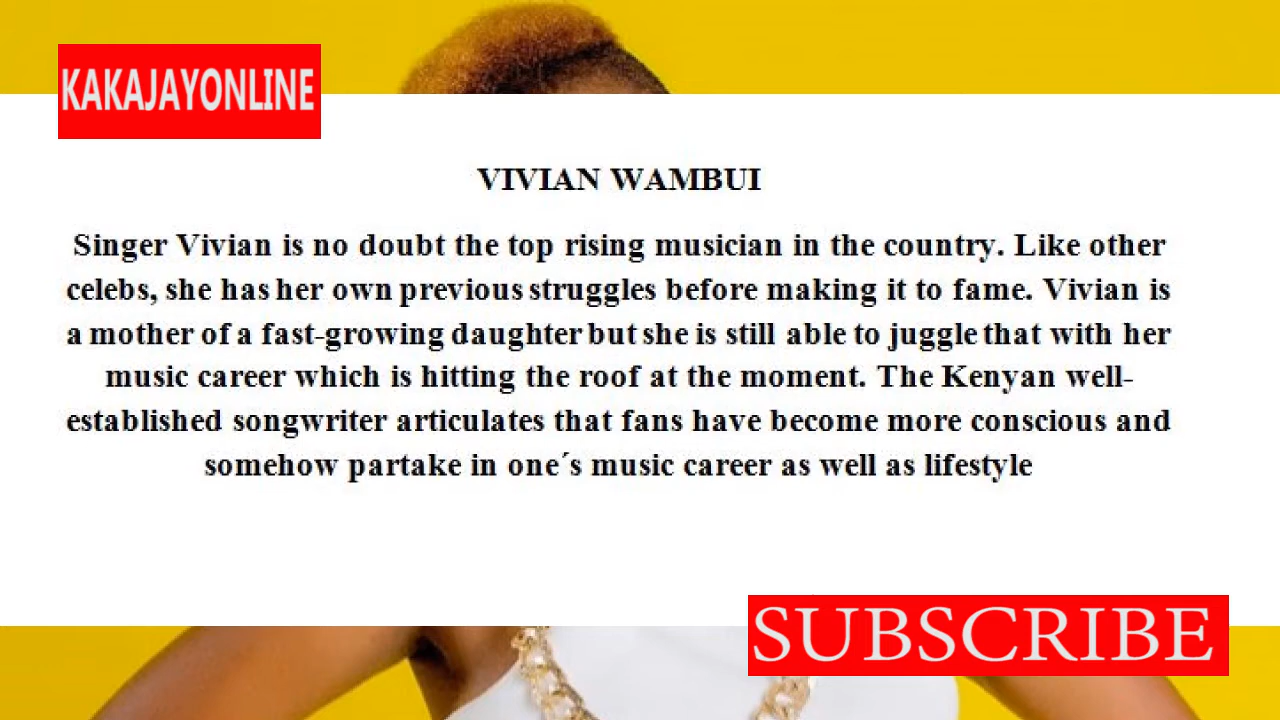 KAKAJAYONLINE
VIVIAN WAMBUI
Singer Vivian is no doubt the top rising musician in the country. Like other
celebs, she has her own previous struggles before making it to fame. Vivian is
a mother of a fast-growing daughter but she is still able to juggle that with her
music career which is hitting the roof at the moment. The Kenyan well-
established songwriter articulates that fans have become more conscious and
somehow partake in one´s music career as well as lifestyle
SUBSCRIBE